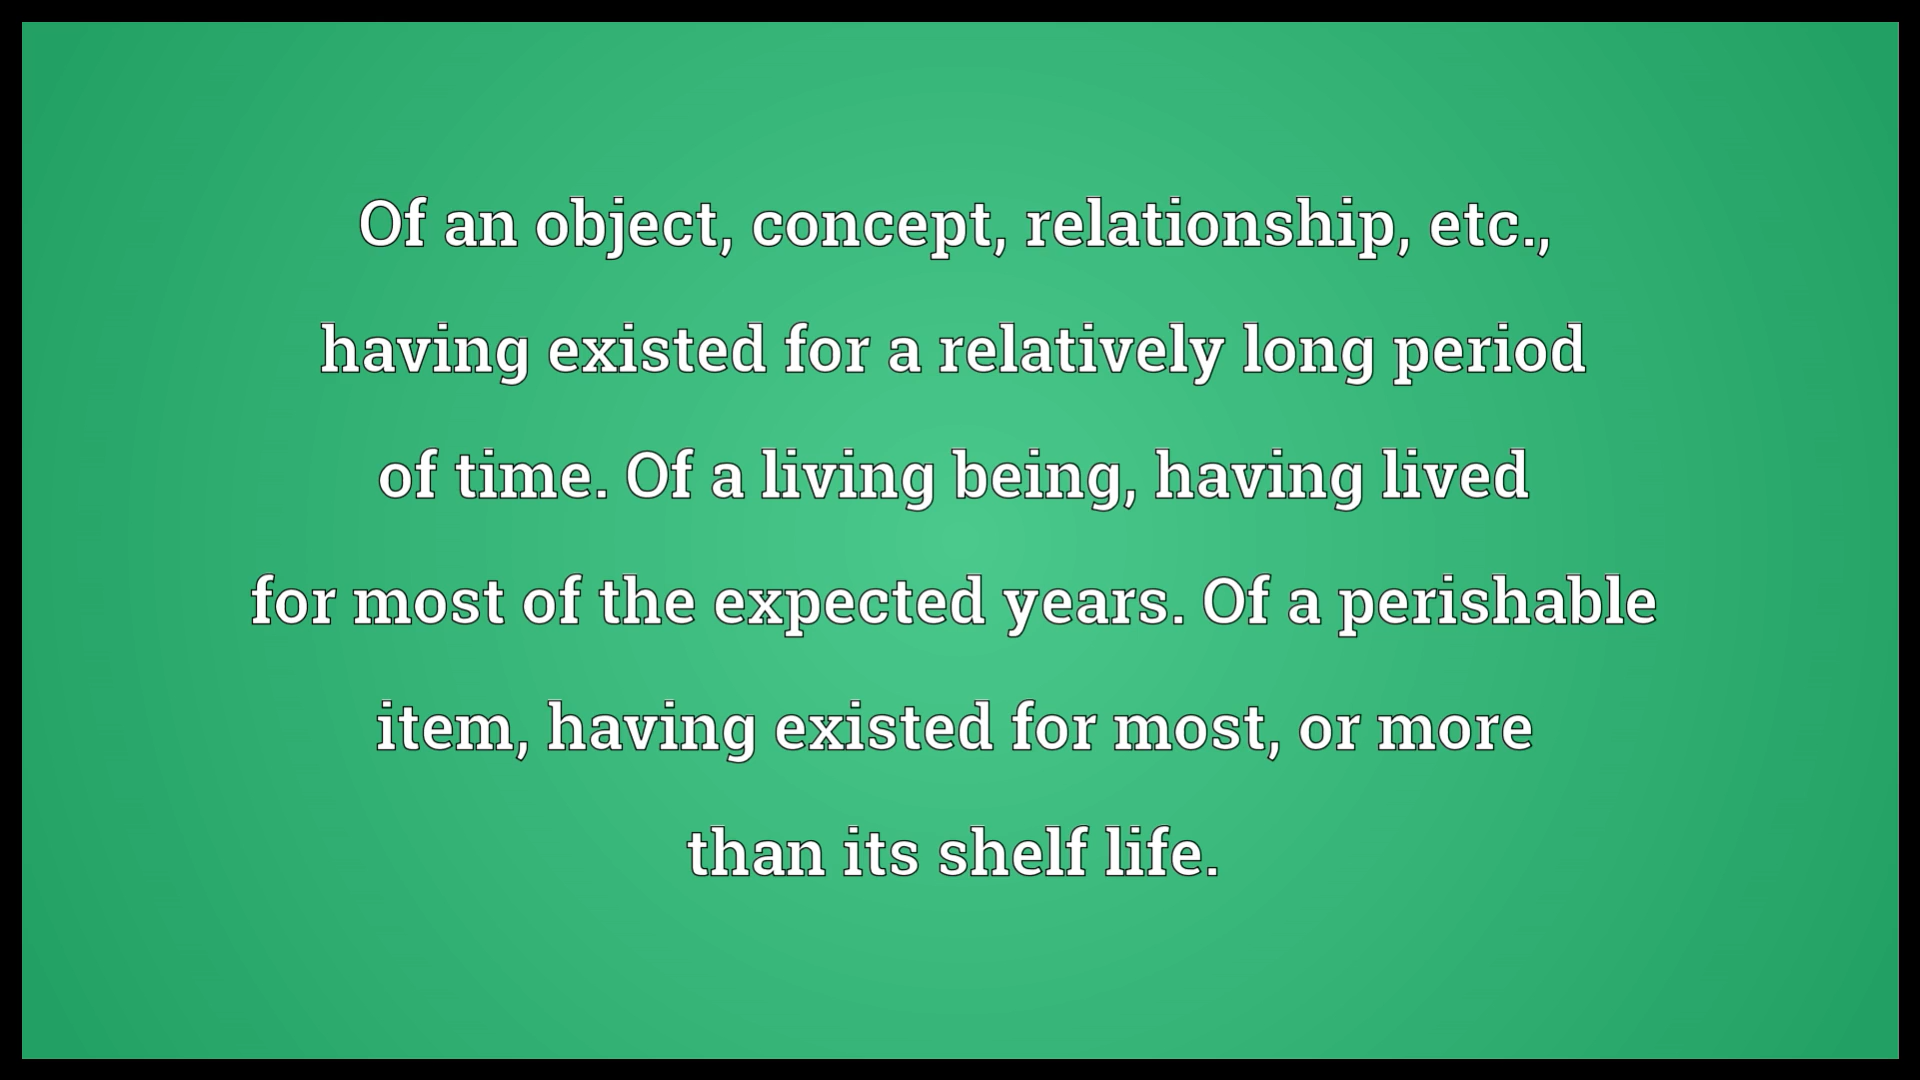 Of an object, concept, relationship, etc.,
having existed for a relatively long period
of time. Of a living being, having lived
for most of the expected years. Of a perishable
item, having existed for most, or more
than its shelf life.